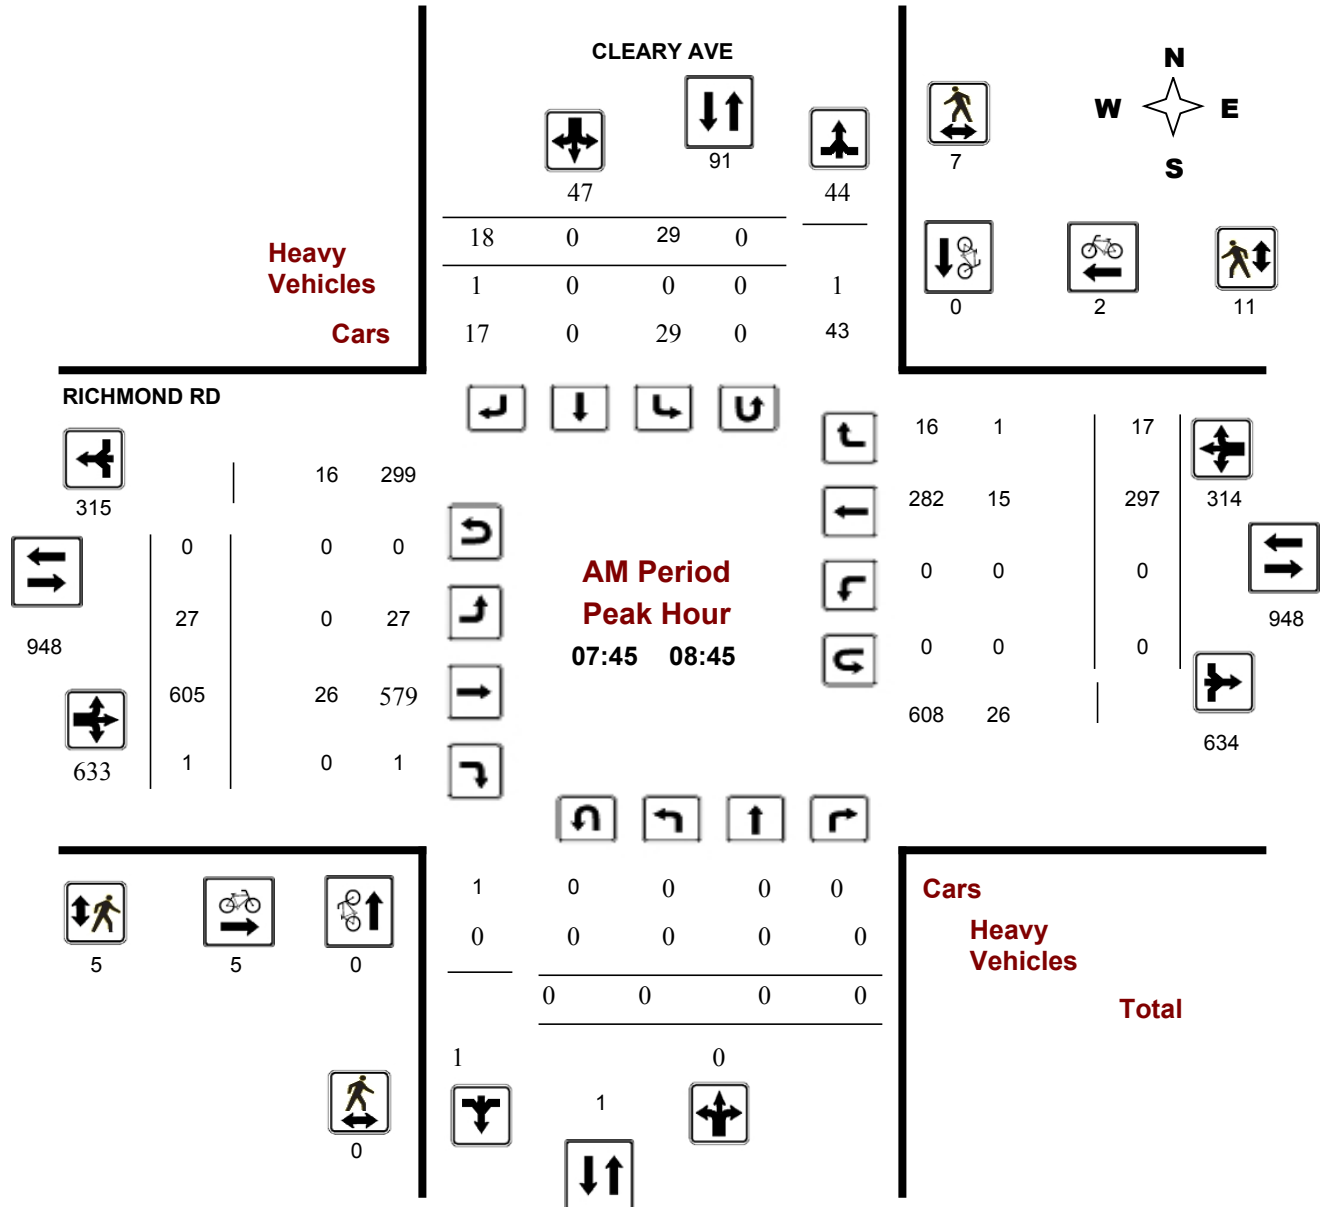 CLEARY AVE
N
W E
S
91
7
47
44
18 0 29 0
Heavy
Vehicles
1 0 0 0 1
0 2 11
Cars
17 0 29 0 43
RICHMOND RD
16 1 17
16 299
315
282 15 297 314
0 0 0
AM Period
0 0 0
Peak Hour
27 0 27
948
948
07:45 08:45
0 0 0
605 26 579
608 26
634
633 1 0 1
1 0 0 0 0
Cars
0 0 0 0 0
Heavy
Vehicles
5 5 0
0 0 0 0
Total
1 0
1
0